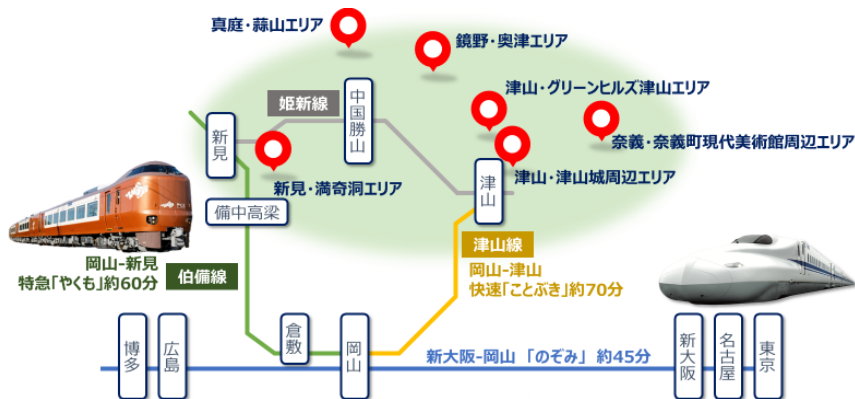 真庭・蒜山エリア
鏡野・奥津エリア
津山・グリーンヒルズ津山エリア
奈義・奈義町現代美術館周辺エリア
津山・津山城周辺エリア
新見・満奇洞エリア
姫新線
中国勝山
新見
津山
備中高梁
岡山-新見
特急「やくも」約60分
伯備線
津山線
岡山-津山
快速「ことぶき」約70分
倉敷
岡山
博多
広島
新大阪-岡山 「のぞみ」 約45分
新大阪
名古屋
東京